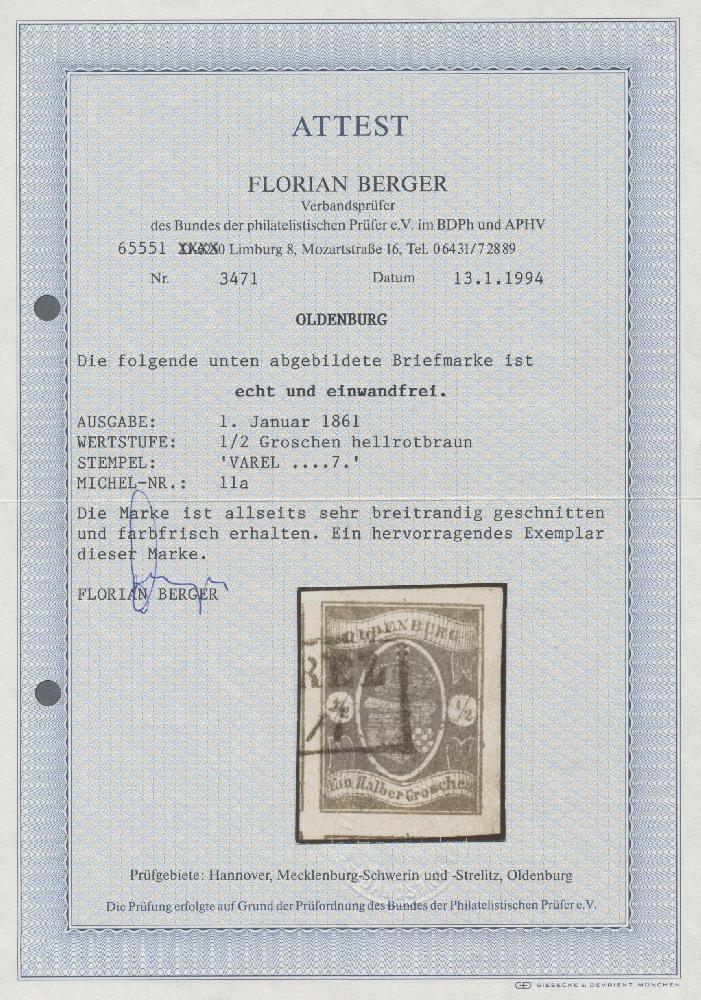 ATTEST
FLORIAN BERGER
Verbandsprüfer
des Bundes der philatelistischen Prüfer e.V. im BDPh und APHV
65551 Limburg 8, Mozartstraße 16, Tel. 06431/72889
Nr. 3471 Datum 13.1.1994
OLDENBURG
Die folgende unten abgebildete Briefmarke ist
echt und einwandfrei.
AUSGABE: 1. Januar 1861
WERTSTUFE: 1/2 Groschen hellrotbraun
STEMPEL: 'VAREL ....7.'
MICHEL-NR.: 11a
Die Marke ist allseits sehr breitrandig geschnitten
und farbfrisch erhalten. Ein hervorragendes Exemplar
dieser Marke.
FLORIAN BERGER
OLDENBURG
REL
1/2 1/2
Ein Halber Groschen
Prüfgebiete: Hannover, Mecklenburg-Schwerin und -Strelitz, Oldenburg
Die Prüfung erfolgte auf Grund der Prüfordnung des Bundes der Philatelistischen Prüfer e.V.
GIESECKE & DEVRIENT MÜNCHEN